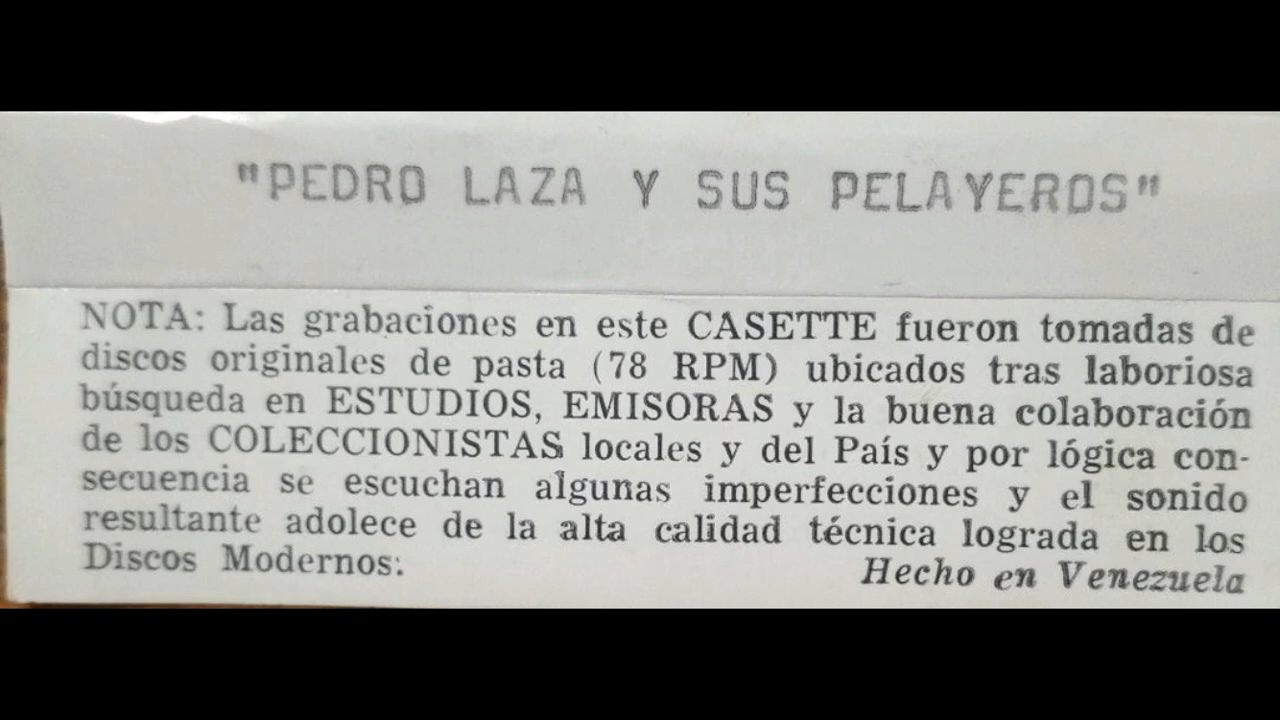 "PEDRO LAZA Y SUS PELAYEROS"
NOTA: Las grabaciones en este CASETTE fueron tomadas de
discos originales de pasta (78 RPM) ubicados tras laboriosa
búsqueda en ESTUDIOS, EMISORAS y la buena colaboración
de los COLECCIONISTAS locales y del País y por lógica con-
secuencia se escuchan algunas imperfecciones y el sonido
resultante adolece de la alta calidad técnica lograda en los
Discos Modernos:
Hecho en Venezuela